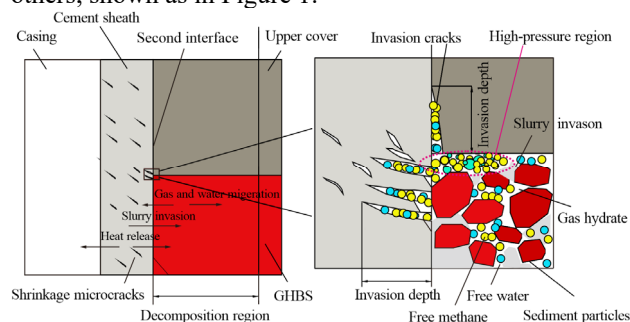 others, shown as in Figure 1.
Cement sheath
Casing
Second interface
Upper cover
Invasion cracks
High-pressure region
Invasion depth
Slurry invason
Gas and water migeration
Slurry invasion
Heat release
Gas hydrate
Shrinkage microcracks
GHBS
Decomposition region
Invasion depth
Free water
Free methane
Sediment particles